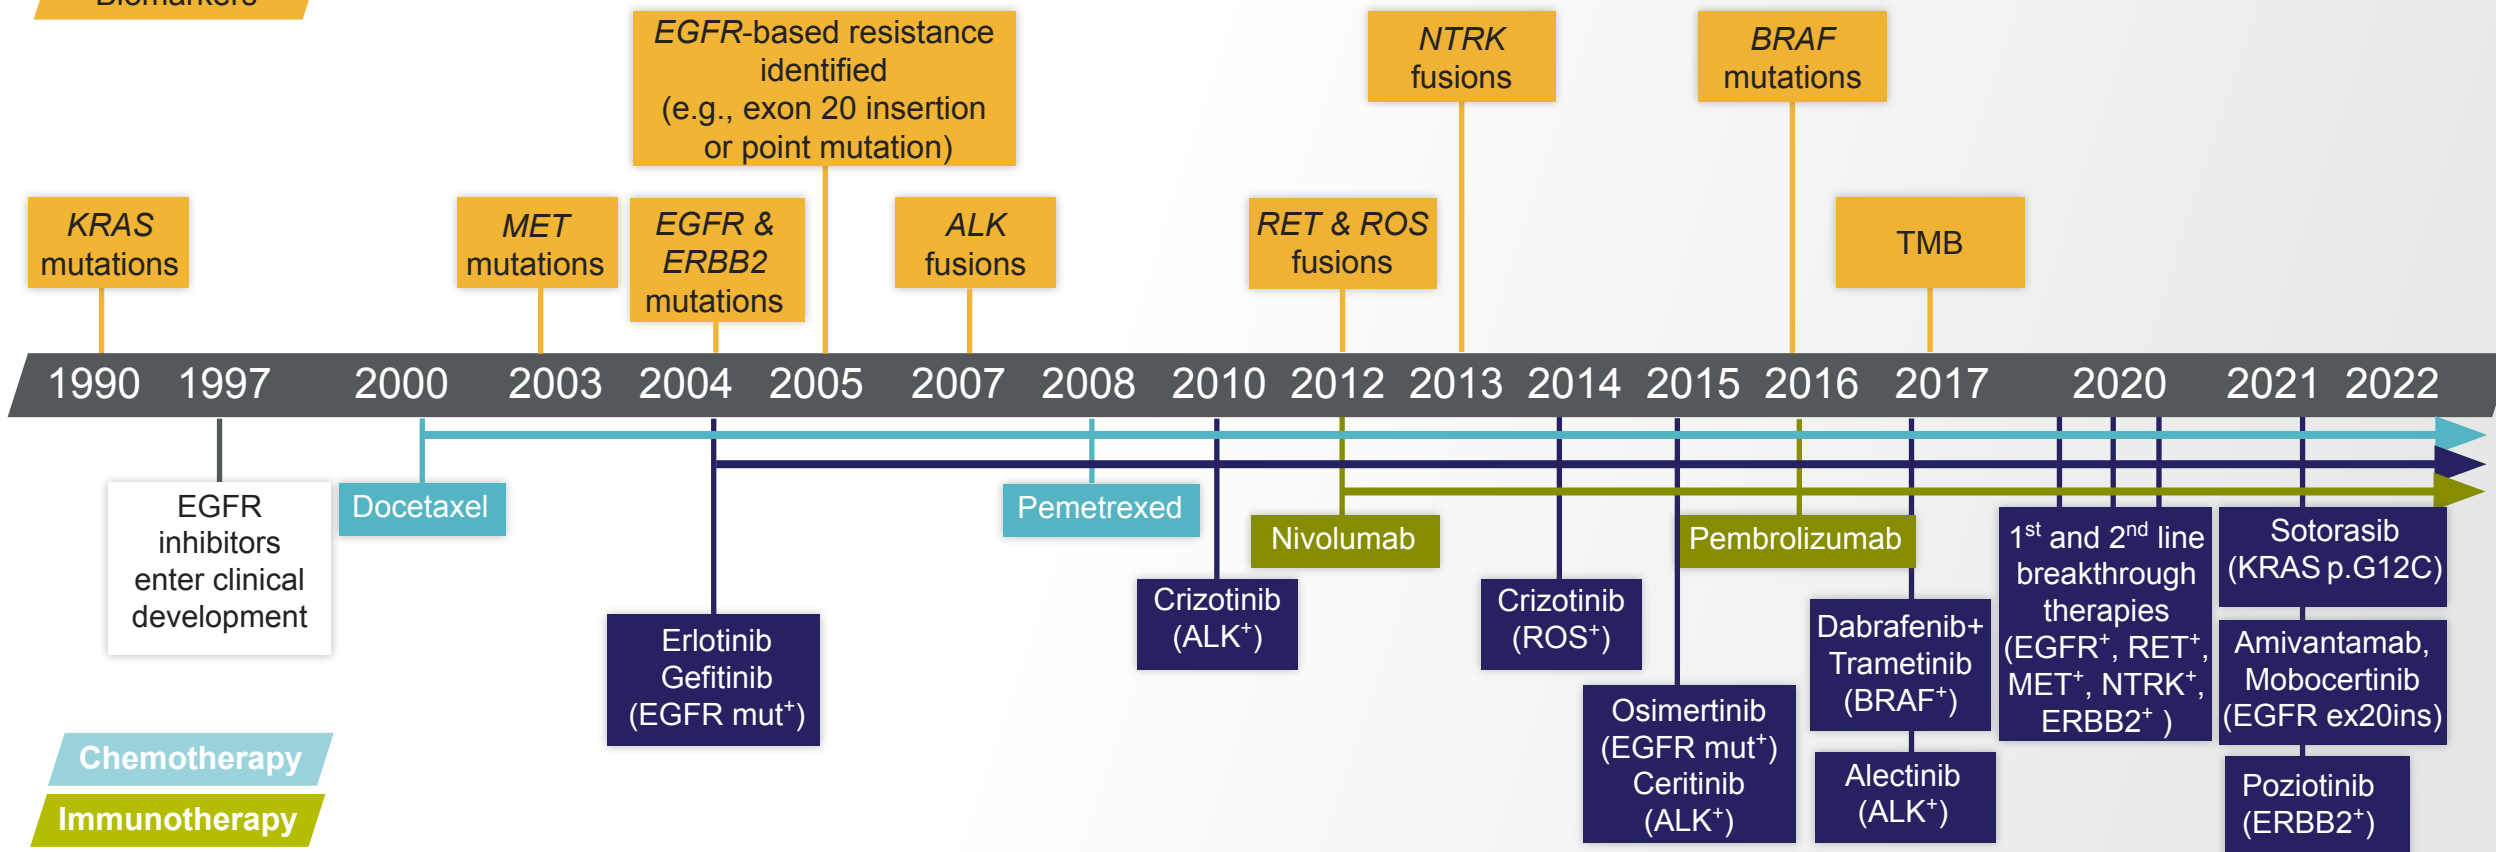 Biomarkers
EGFR-based resistance
identified
(e.g., exon 20 insertion
or point mutation)
NTRK
fusions
BRAF
mutations
KRAS
mutations
MET
mutations
EGFR &
ERBB2
mutations
ALK
fusions
RET & ROS
fusions
TMB
1990 1997 2000 2003 2004 2005 2007 2008 2010 2012 2013 2014 2015 2016 2017 2020 2021 2022
EGFR
inhibitors
enter clinical
development
Docetaxel
Erlotinib
Gefitinib
(EGFR mut⁺)
Pemetrexed
Crizotinib
(ALK⁺)
Nivolumab
Crizotinib
(ROS⁺)
Osimertinib
(EGFR mut⁺)
Ceritinib
(ALK⁺)
Pembrolizumab
Dabrafenib+
Trametinib
(BRAF⁺)
Alectinib
(ALK⁺)
1ˢᵗ and 2ⁿᵈ line
breakthrough
therapies
(EGFR⁺, RET⁺,
MET⁺, NTRK⁺,
ERBB2⁺ )
Sotorasib
(KRAS p.G12C)
Amivantamab,
Mobocertinib
(EGFR ex20ins)
Poziotinib
(ERBB2⁺)
Chemotherapy
Immunotherapy